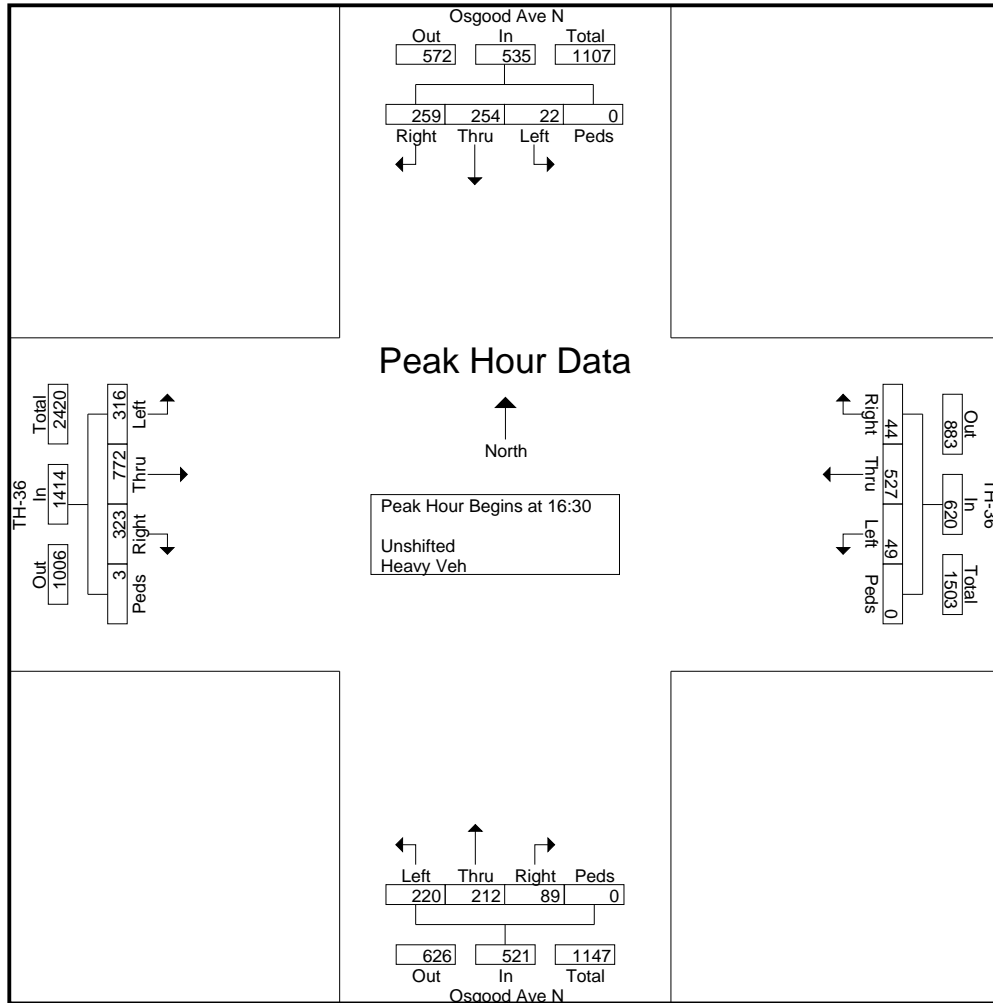 Osgood Ave N
Out In Total
572 535 1107
259 254 22 0
Right Thru Left Peds
Peak Hour Data
North
Peak Hour Begins at 16:30
Unshifted
Heavy Veh
TH-36
Total In Out
2420 1414 1006
316 772 323 3
Left Thru Right Peds
Right Thru Left Peds
44 527 49 0
Out In Total
883 620 1503
TH-36
Left Thru Right Peds
220 212 89 0
626 521 1147
Out In Total
Osgood Ave N